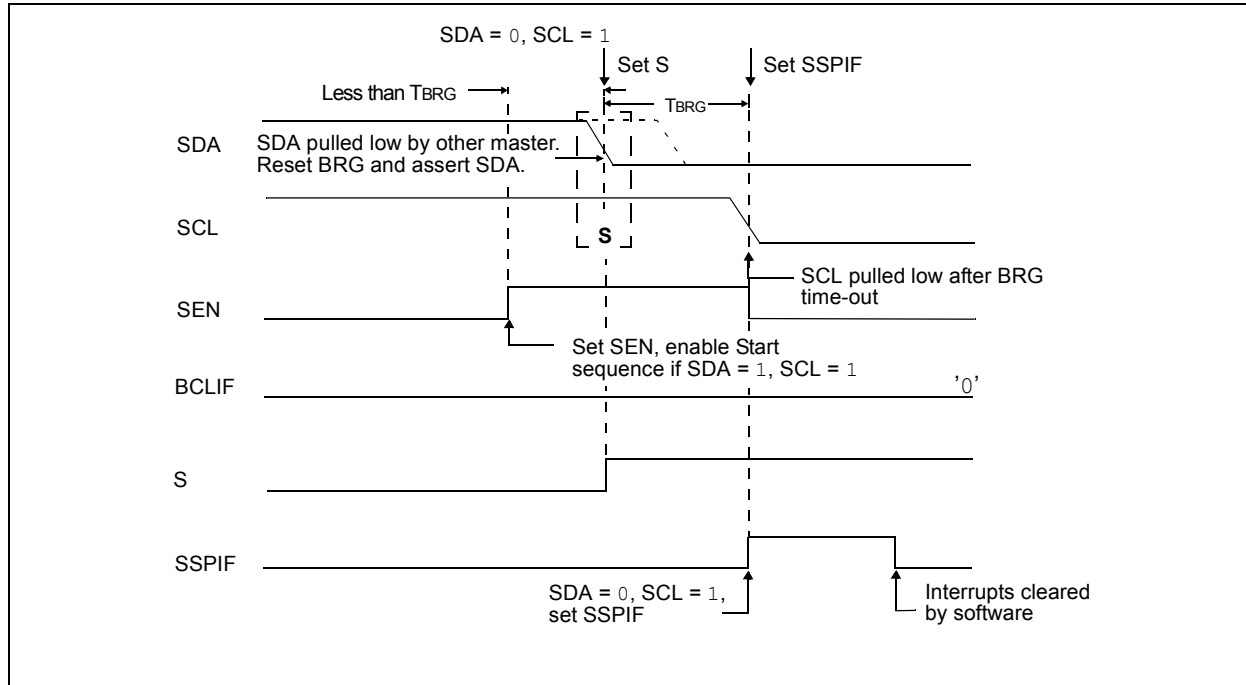 SDA = 0, SCL = 1
Set S
Set SSPIF
Less than TBRG
TBRG
SDA
SDA pulled low by other master.
Reset BRG and assert SDA.
SCL
S
SCL pulled low after BRG
time-out
SEN
Set SEN, enable Start
sequence if SDA = 1, SCL = 1
BCLIF
'0'
S
SSPIF
SDA = 0, SCL = 1,
set SSPIF
Interrupts cleared
by software